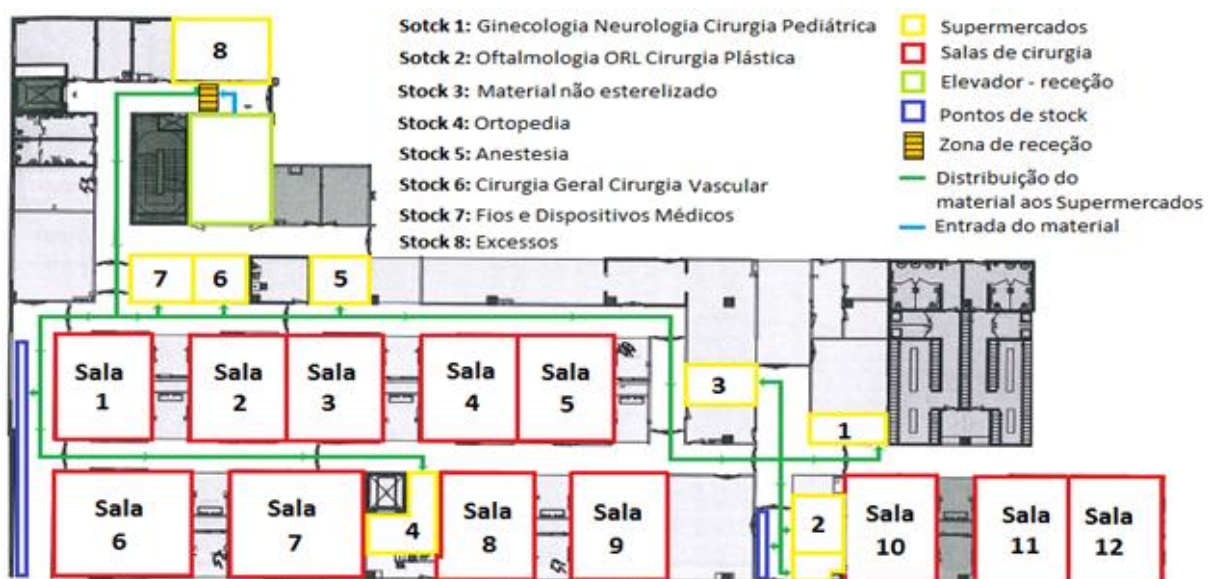 Sotck 1: Ginecologia Neurologia Cirurgia Pediátrica
Sotck 2: Oftalmologia ORL Cirurgia Plástica
Stock 3: Material não esterelizado
Stock 4: Ortopedia
Stock 5: Anestesia
Stock 6: Cirurgia Geral Cirurgia Vascular
Stock 7: Fios e Dispositivos Médicos
Stock 8: Excessos
Supermercados
Salas de cirurgia
Elevador - receção
Pontos de stock
Zona de receção
Distribuição do
material aos Supermercados
Entrada do material
8
7
6
5
Sala
1
Sala
2
Sala
3
Sala
4
Sala
5
3
1
Sala
6
Sala
7
4
Sala
8
Sala
9
2
Sala
10
Sala
11
Sala
12